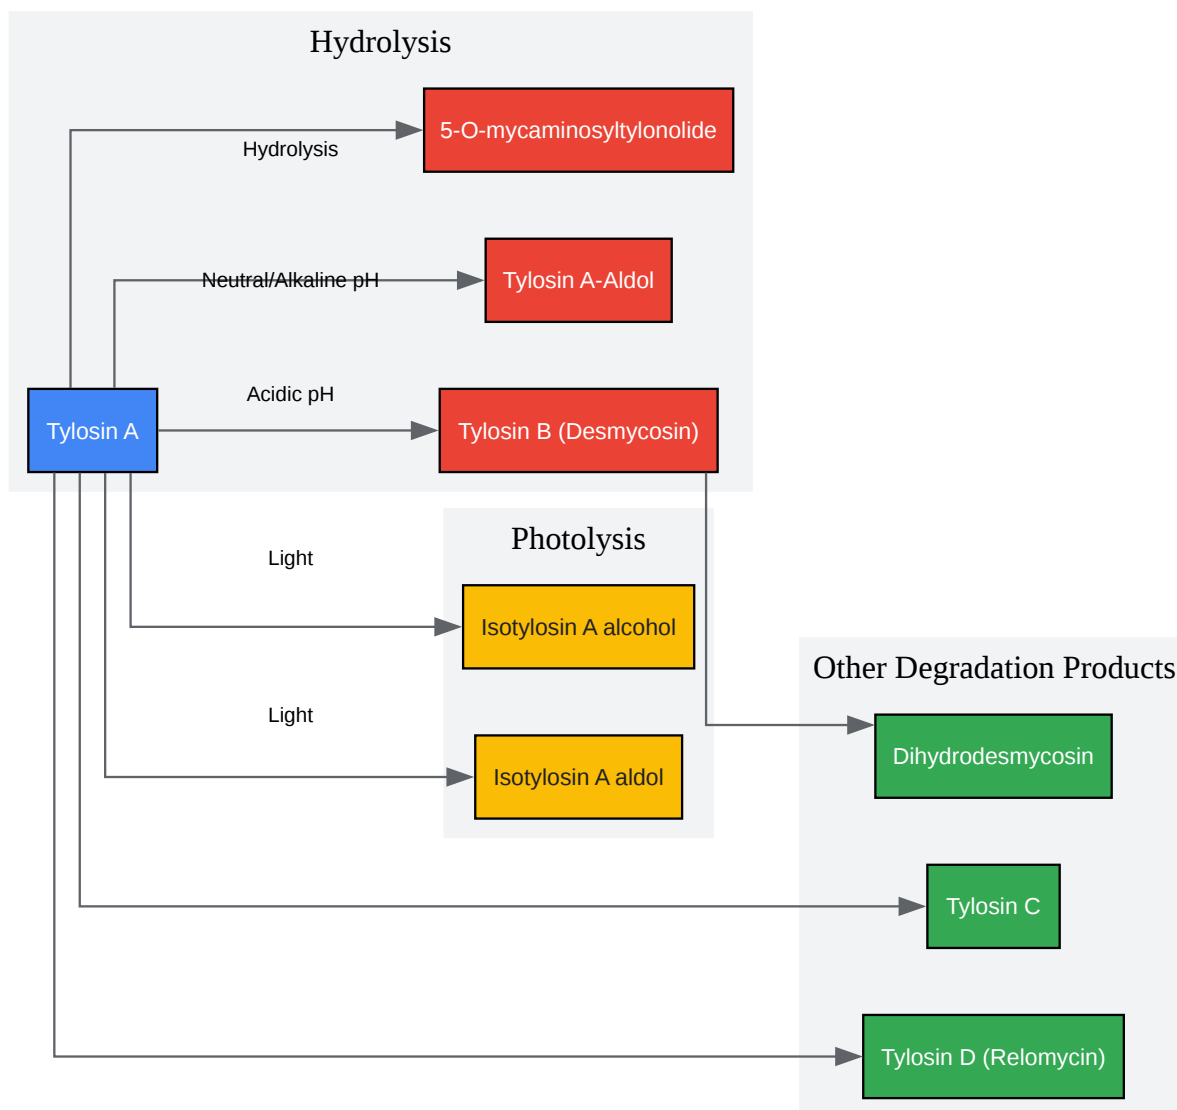 Hydrolysis
5-O-mycaminosyltylonolide
Hydrolysis
Neutral/Alkaline pH
Tylosin A-Aldol
Acidic pH
Tylosin A
Tylosin B (Desmycosin)
Photolysis
Light
Isotylosin A alcohol
Other Degradation Products
Light
Dihydrodesmycosin
Isotylosin A aldol
Tylosin C
Tylosin D (Relomycin)